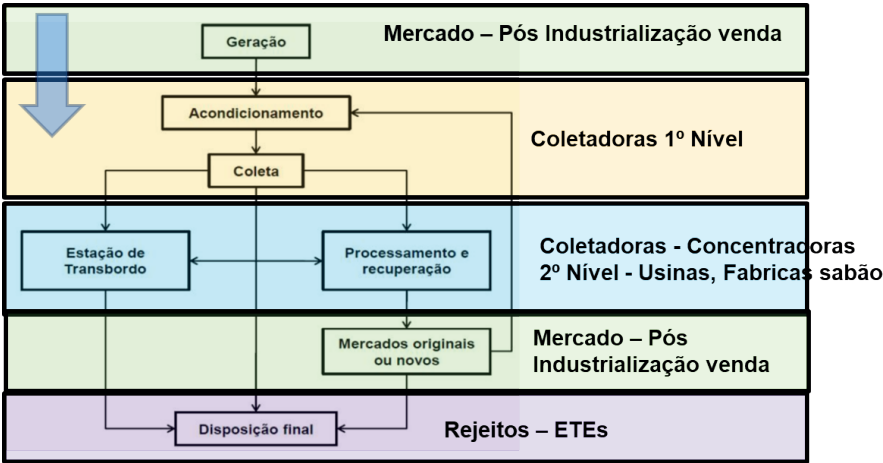 Geração
Mercado – Pós Industrialização venda
Acondicionamento
Coletadoras 1º Nível
Coleta
Estação de
Transbordo
Processamento e
recuperação
Coletadoras - Concentradoras
2º Nível - Usinas, Fabricas sabão
Mercados originais
ou novos
Mercado – Pós
Industrialização venda
Disposição final
Rejeitos – ETEs